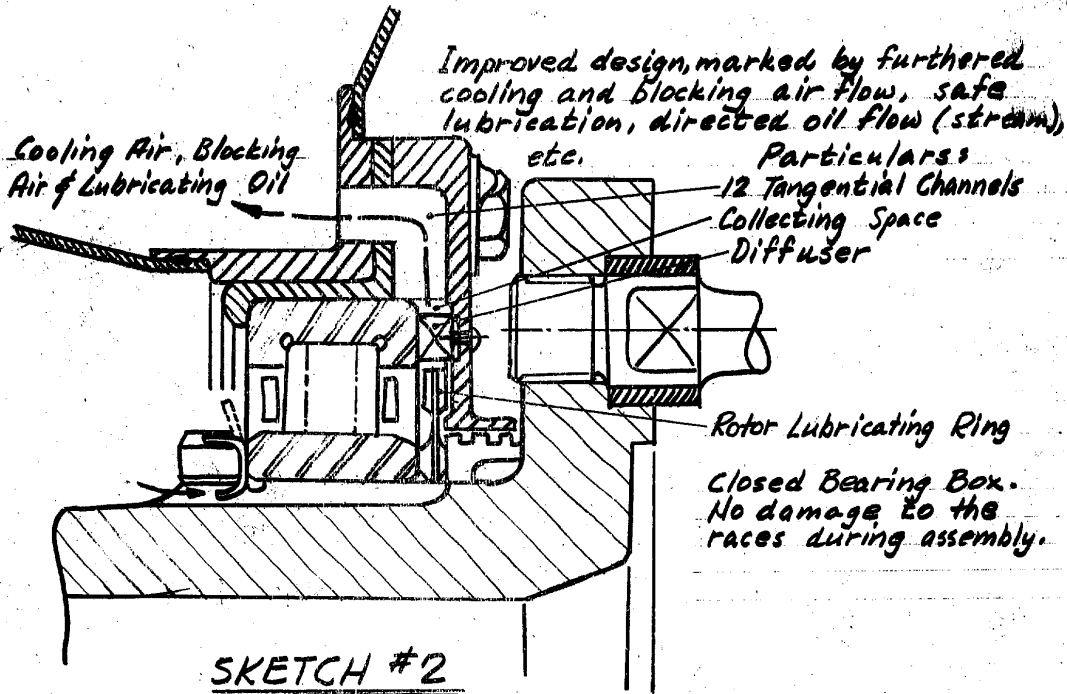 Improved design, marked by furthered
cooling and blocking air flow, safe
lubrication, directed oil flow (stream),
etc.
Cooling Air, Blocking
Air & Lubricating Oil
Particulars:
12 Tangential Channels
Collecting Space
Diffuser
Rotor Lubricating Ring
Closed Bearing Box.
No damage to the
races during assembly.
SKETCH #2